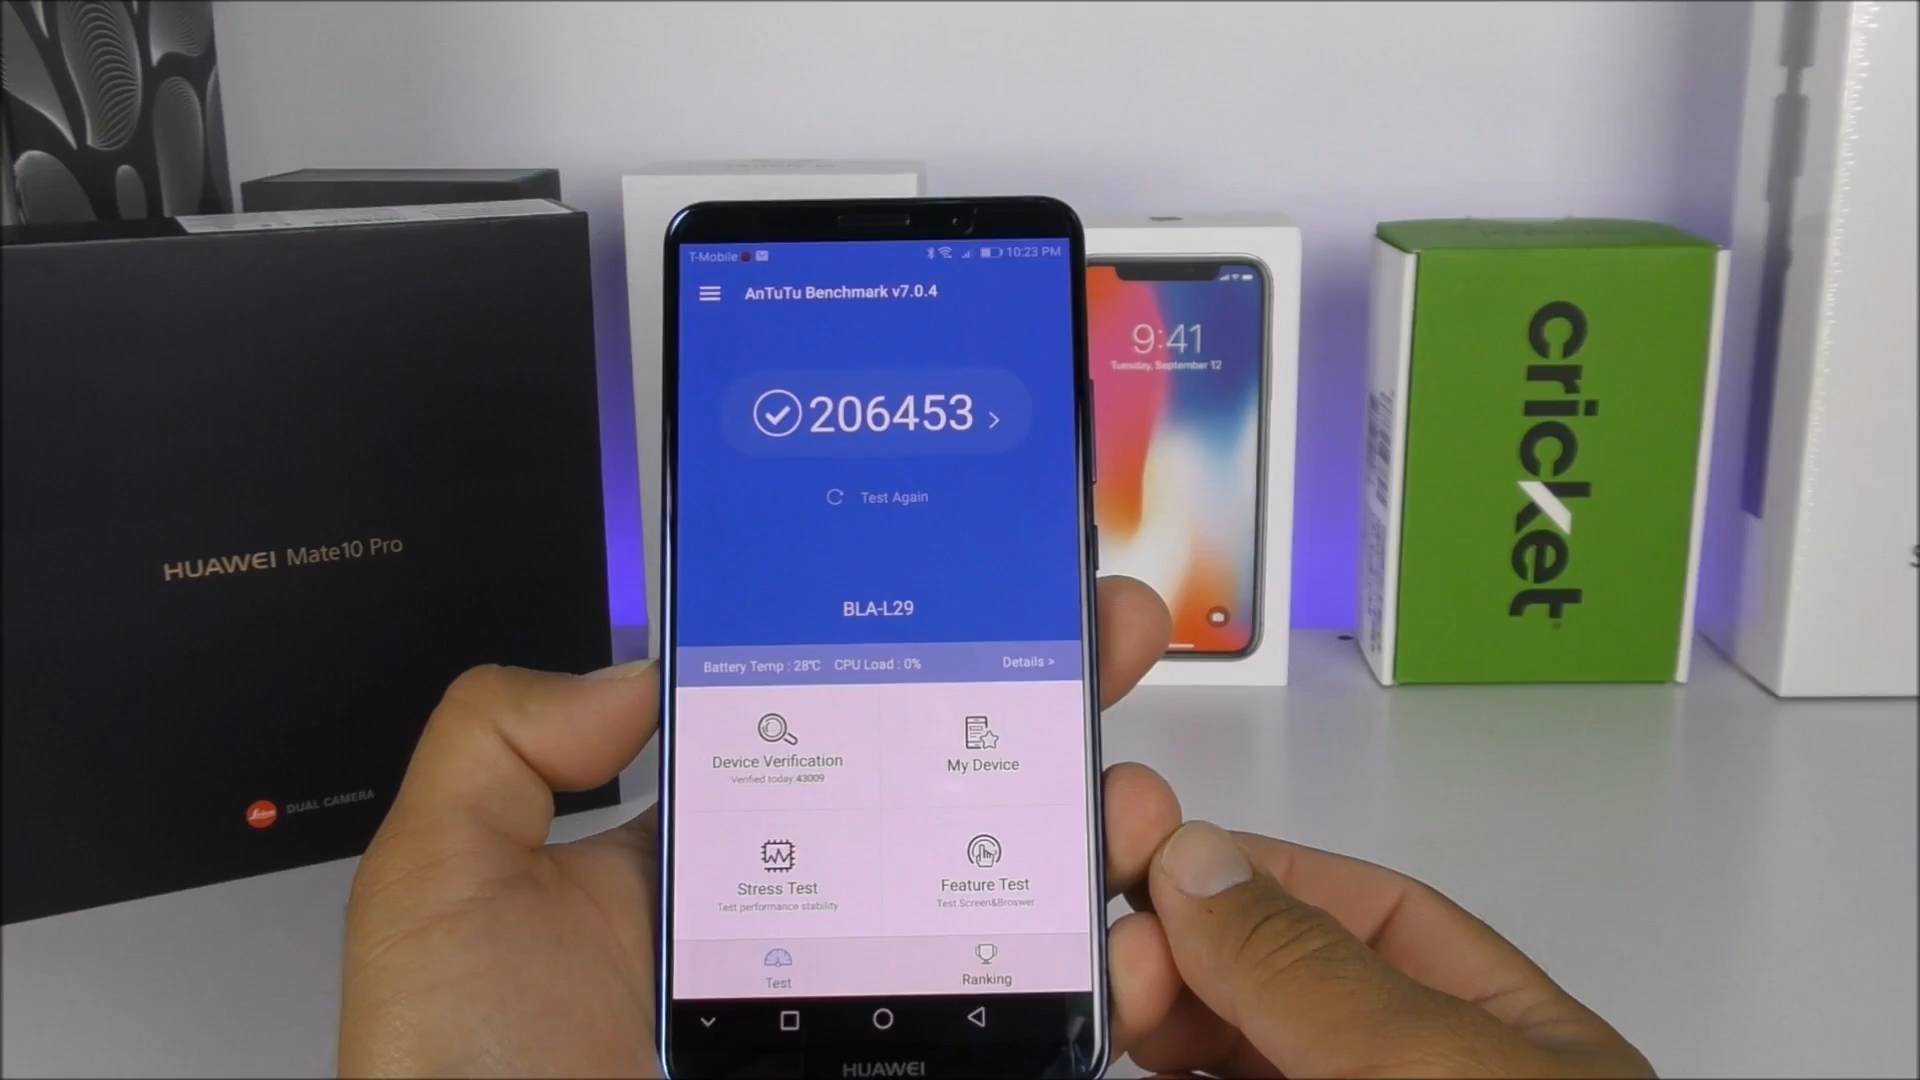 T-Mobile 10:23 PM
AnTuTu Benchmark v7.0.4
206453 >
Test Again
BLA-L29
Battery Temp : 28℃ CPU Load : 0% Details >
Device Verification
Verified today:43009
My Device
Stress Test
Test performance stability
Feature Test
Test Screen&Broswer
Test
Ranking
HUAWEI
HUAWEI Mate10 Pro
Leica DUAL CAMERA
9:41
Tuesday, September 12
cricket